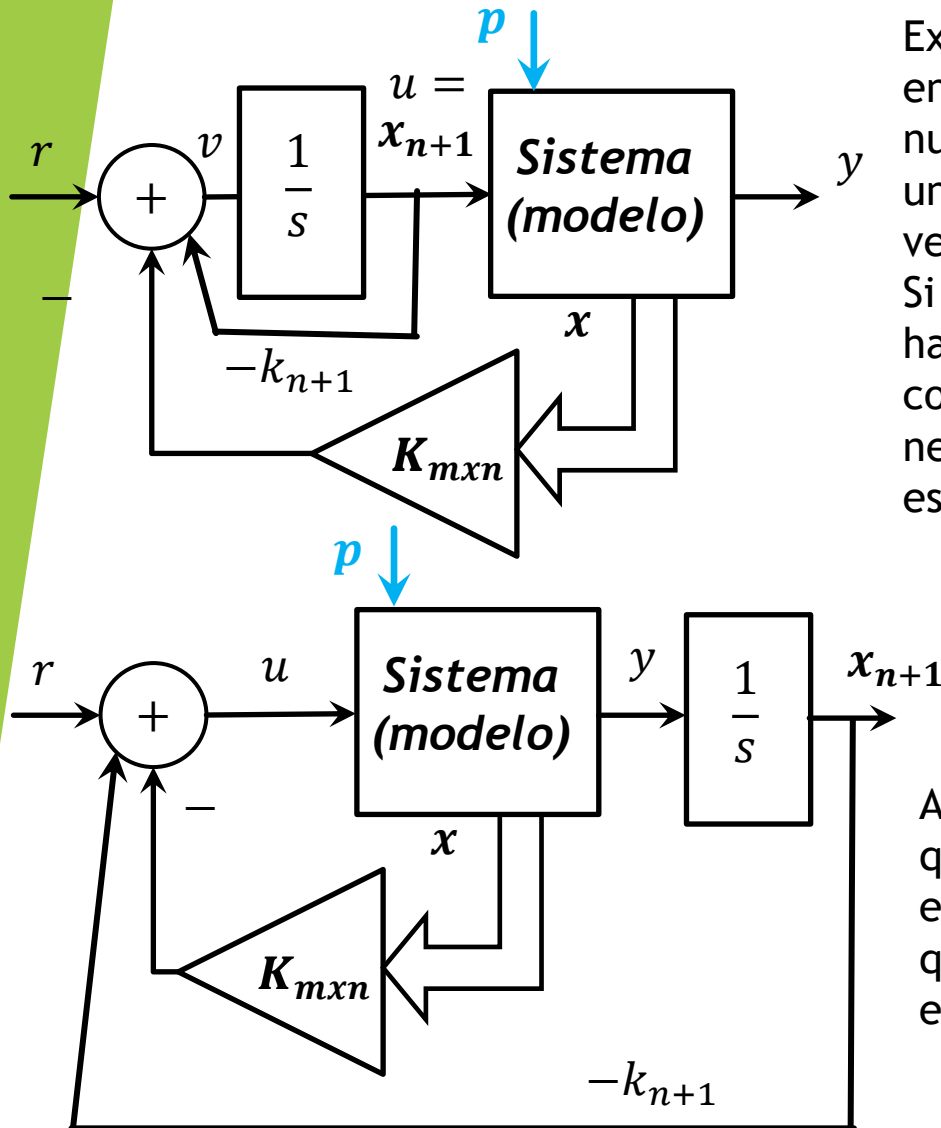 p
u =
x_{n+1}
r
v
+
1/s
Sistema
(modelo)
y
−
x
−k_{n+1}
K_{mxn}
Ex
en
nu
un
ve
Si
ha
co
ne
es
p
r
+
u
Sistema
(modelo)
y
1/s
x_{n+1}
−
x
K_{mxn}
−k_{n+1}
A
q
e
q
e